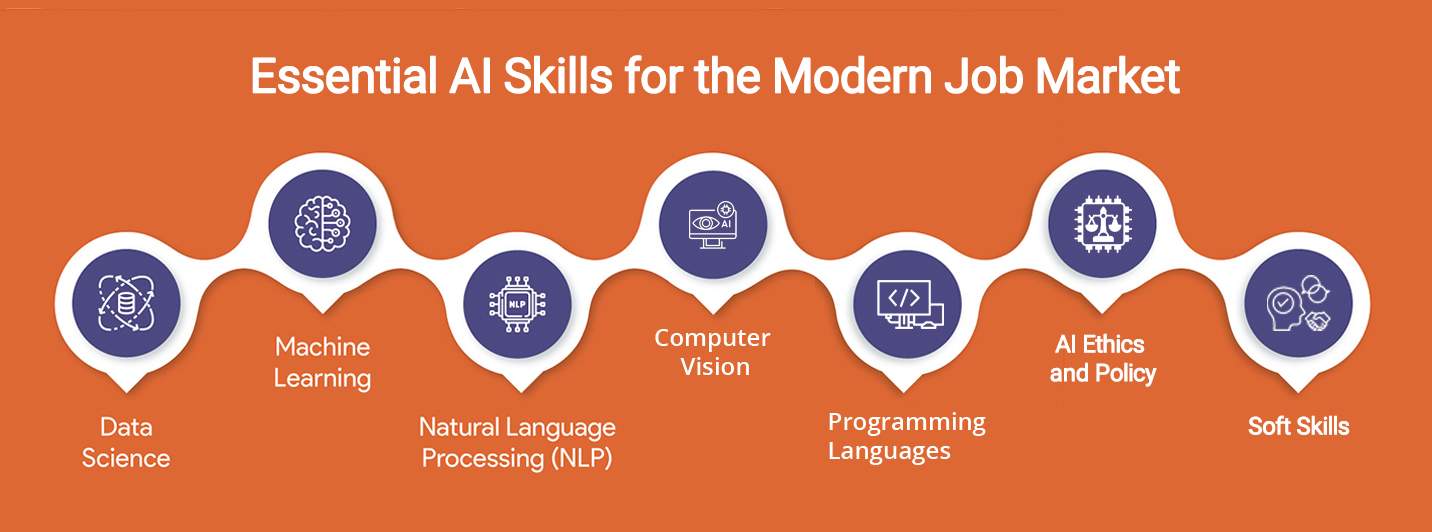 Essential AI Skills for the Modern Job Market
Data
Science
Machine
Learning
NLP
Natural Language
Processing (NLP)
AI
Computer
Vision
</>
Programming
Languages
AI Ethics
and Policy
Soft Skills